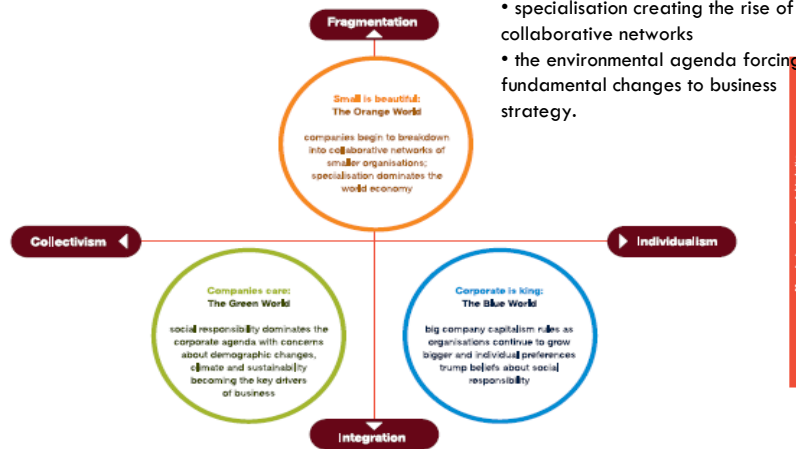 • specialisation creating the rise of
collaborative networks
• the environmental agenda forcing
fundamental changes to business
strategy.
Fragmentation
Small is beautiful:
The Orange World
companies begin to breakdown
into collaborative networks of
smaller organisations;
specialisation dominates the
world economy
Collectivism
Individualism
Companies care:
The Green World
social responsibility dominates the
corporate agenda with concerns
about demographic changes,
climate and sustainability
becoming the key drivers
of business
Corporate is king:
The Blue World
big company capitalism rules as
organisations continue to grow
bigger and individual preferences
trump beliefs about social
responsibility
Integration